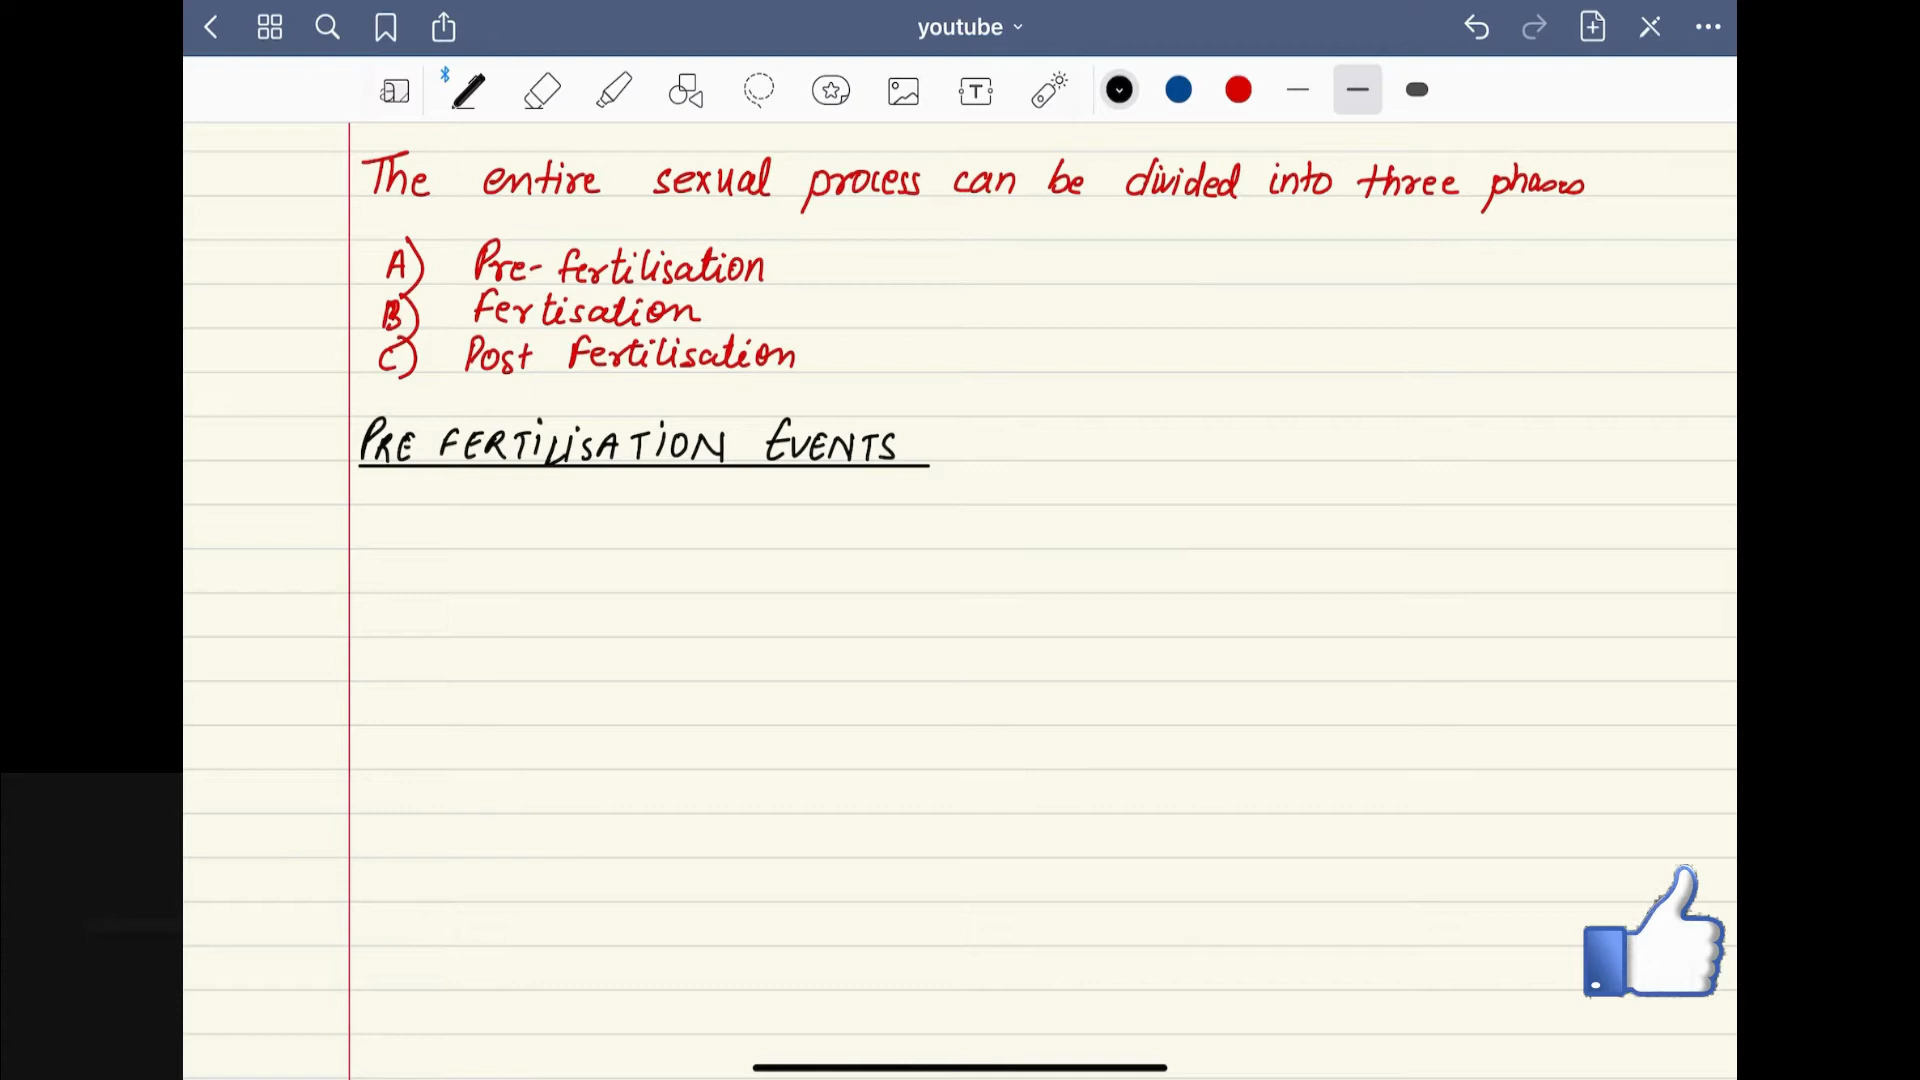 youtube
The entire sexual process can be divided into three phases
A) Pre-fertilisation
B) Fertisation
C) Post Fertilisation
PRE FERTILISATION EVENTS